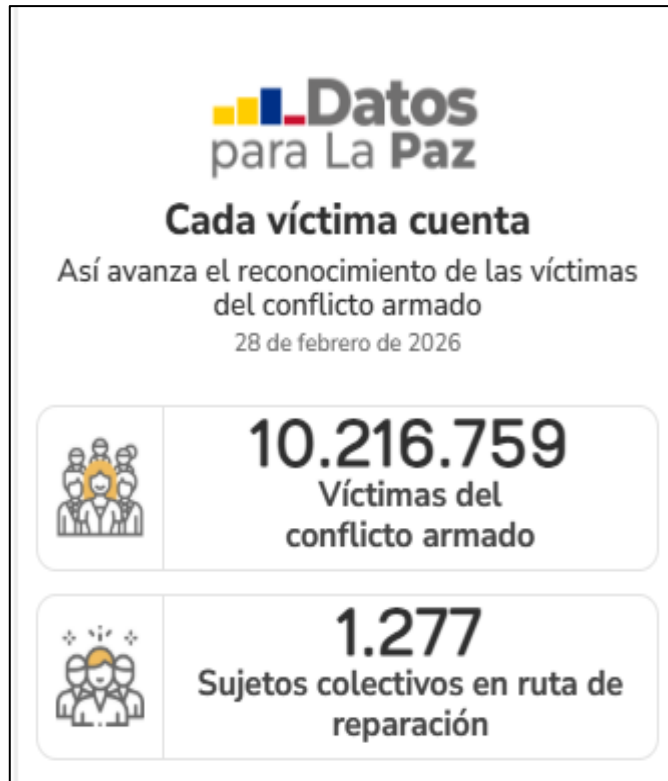 Datos
para La Paz
Cada víctima cuenta
Así avanza el reconocimiento de las víctimas
del conflicto armado
28 de febrero de 2026
10.216.759
Víctimas del
conflicto armado
1.277
Sujetos colectivos en ruta de
reparación